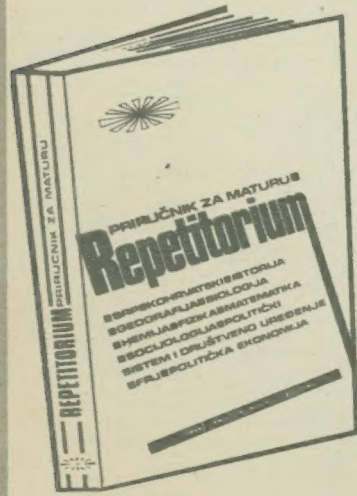 PRIRUČNIK ZA MATURU
Repetitorium
SRPSKOHRVATSKI ISTORIJA
GEOGRAFIJA BIOLOGIJA
HEMIJA FIZIKA MATEMATIKA
SOCIJOLOGIJA POLITIČKI
SISTEM I DRUŠTVENO UREĐENJE
SFRJ POLITIČKA EKONOMIJA
REPETITORIUM PRIRUČNIK ZA MATURU